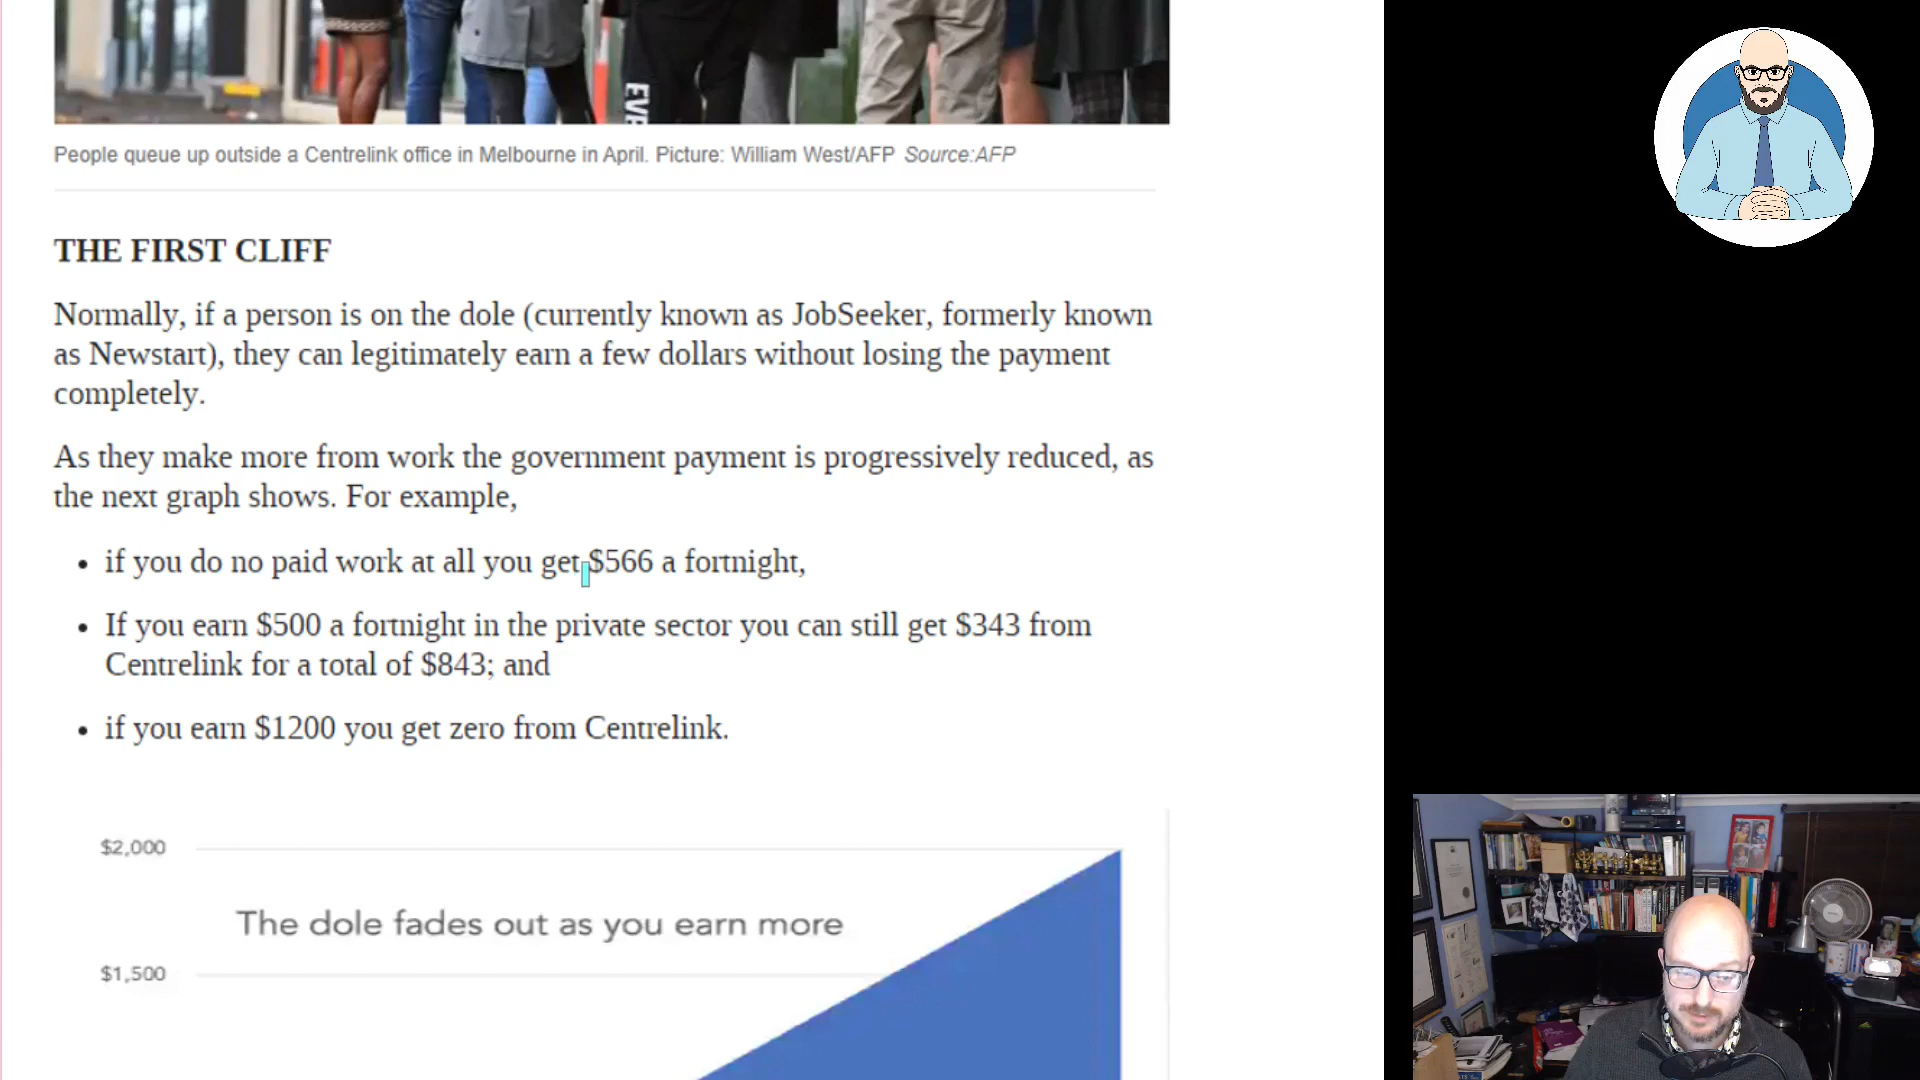 EVE
People queue up outside a Centrelink office in Melbourne in April. Picture: William West/AFP Source:AFP
THE FIRST CLIFF
Normally, if a person is on the dole (currently known as JobSeeker, formerly known
as Newstart), they can legitimately earn a few dollars without losing the payment
completely.
As they make more from work the government payment is progressively reduced, as
the next graph shows. For example,
• if you do no paid work at all you get $566 a fortnight,
• If you earn $500 a fortnight in the private sector you can still get $343 from
Centrelink for a total of $843; and
• if you earn $1200 you get zero from Centrelink.
$2,000
The dole fades out as you earn more
$1,500